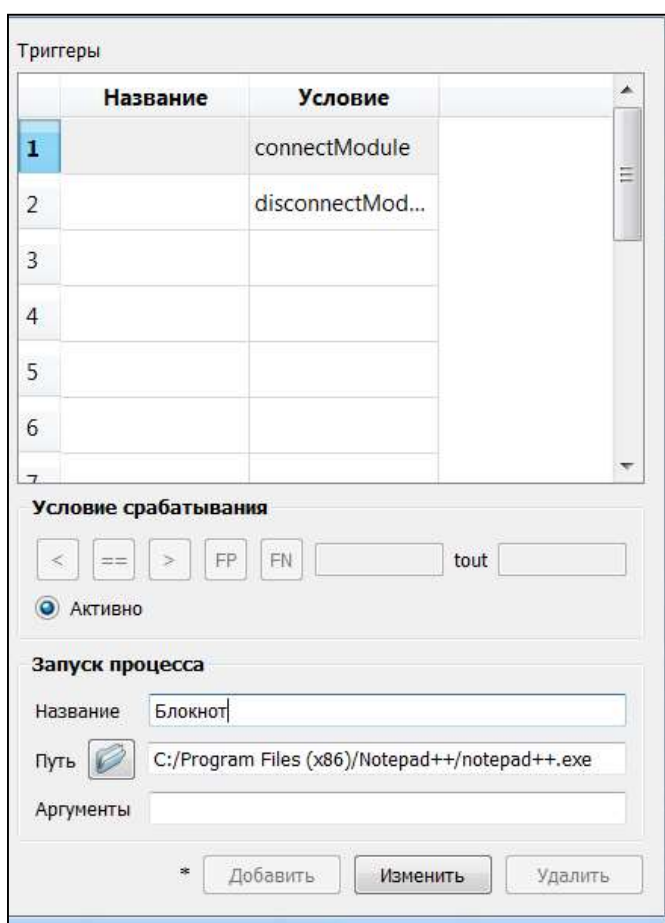 Триггеры
Название Условие
1 connectModule
2 disconnectMod...
3
4
5
6
7
Условие срабатывания
< == > FP FN tout
Активно
Запуск процесса
Название Блокнот
Путь C:/Program Files (x86)/Notepad++/notepad++.exe
Аргументы
* Добавить Изменить Удалить